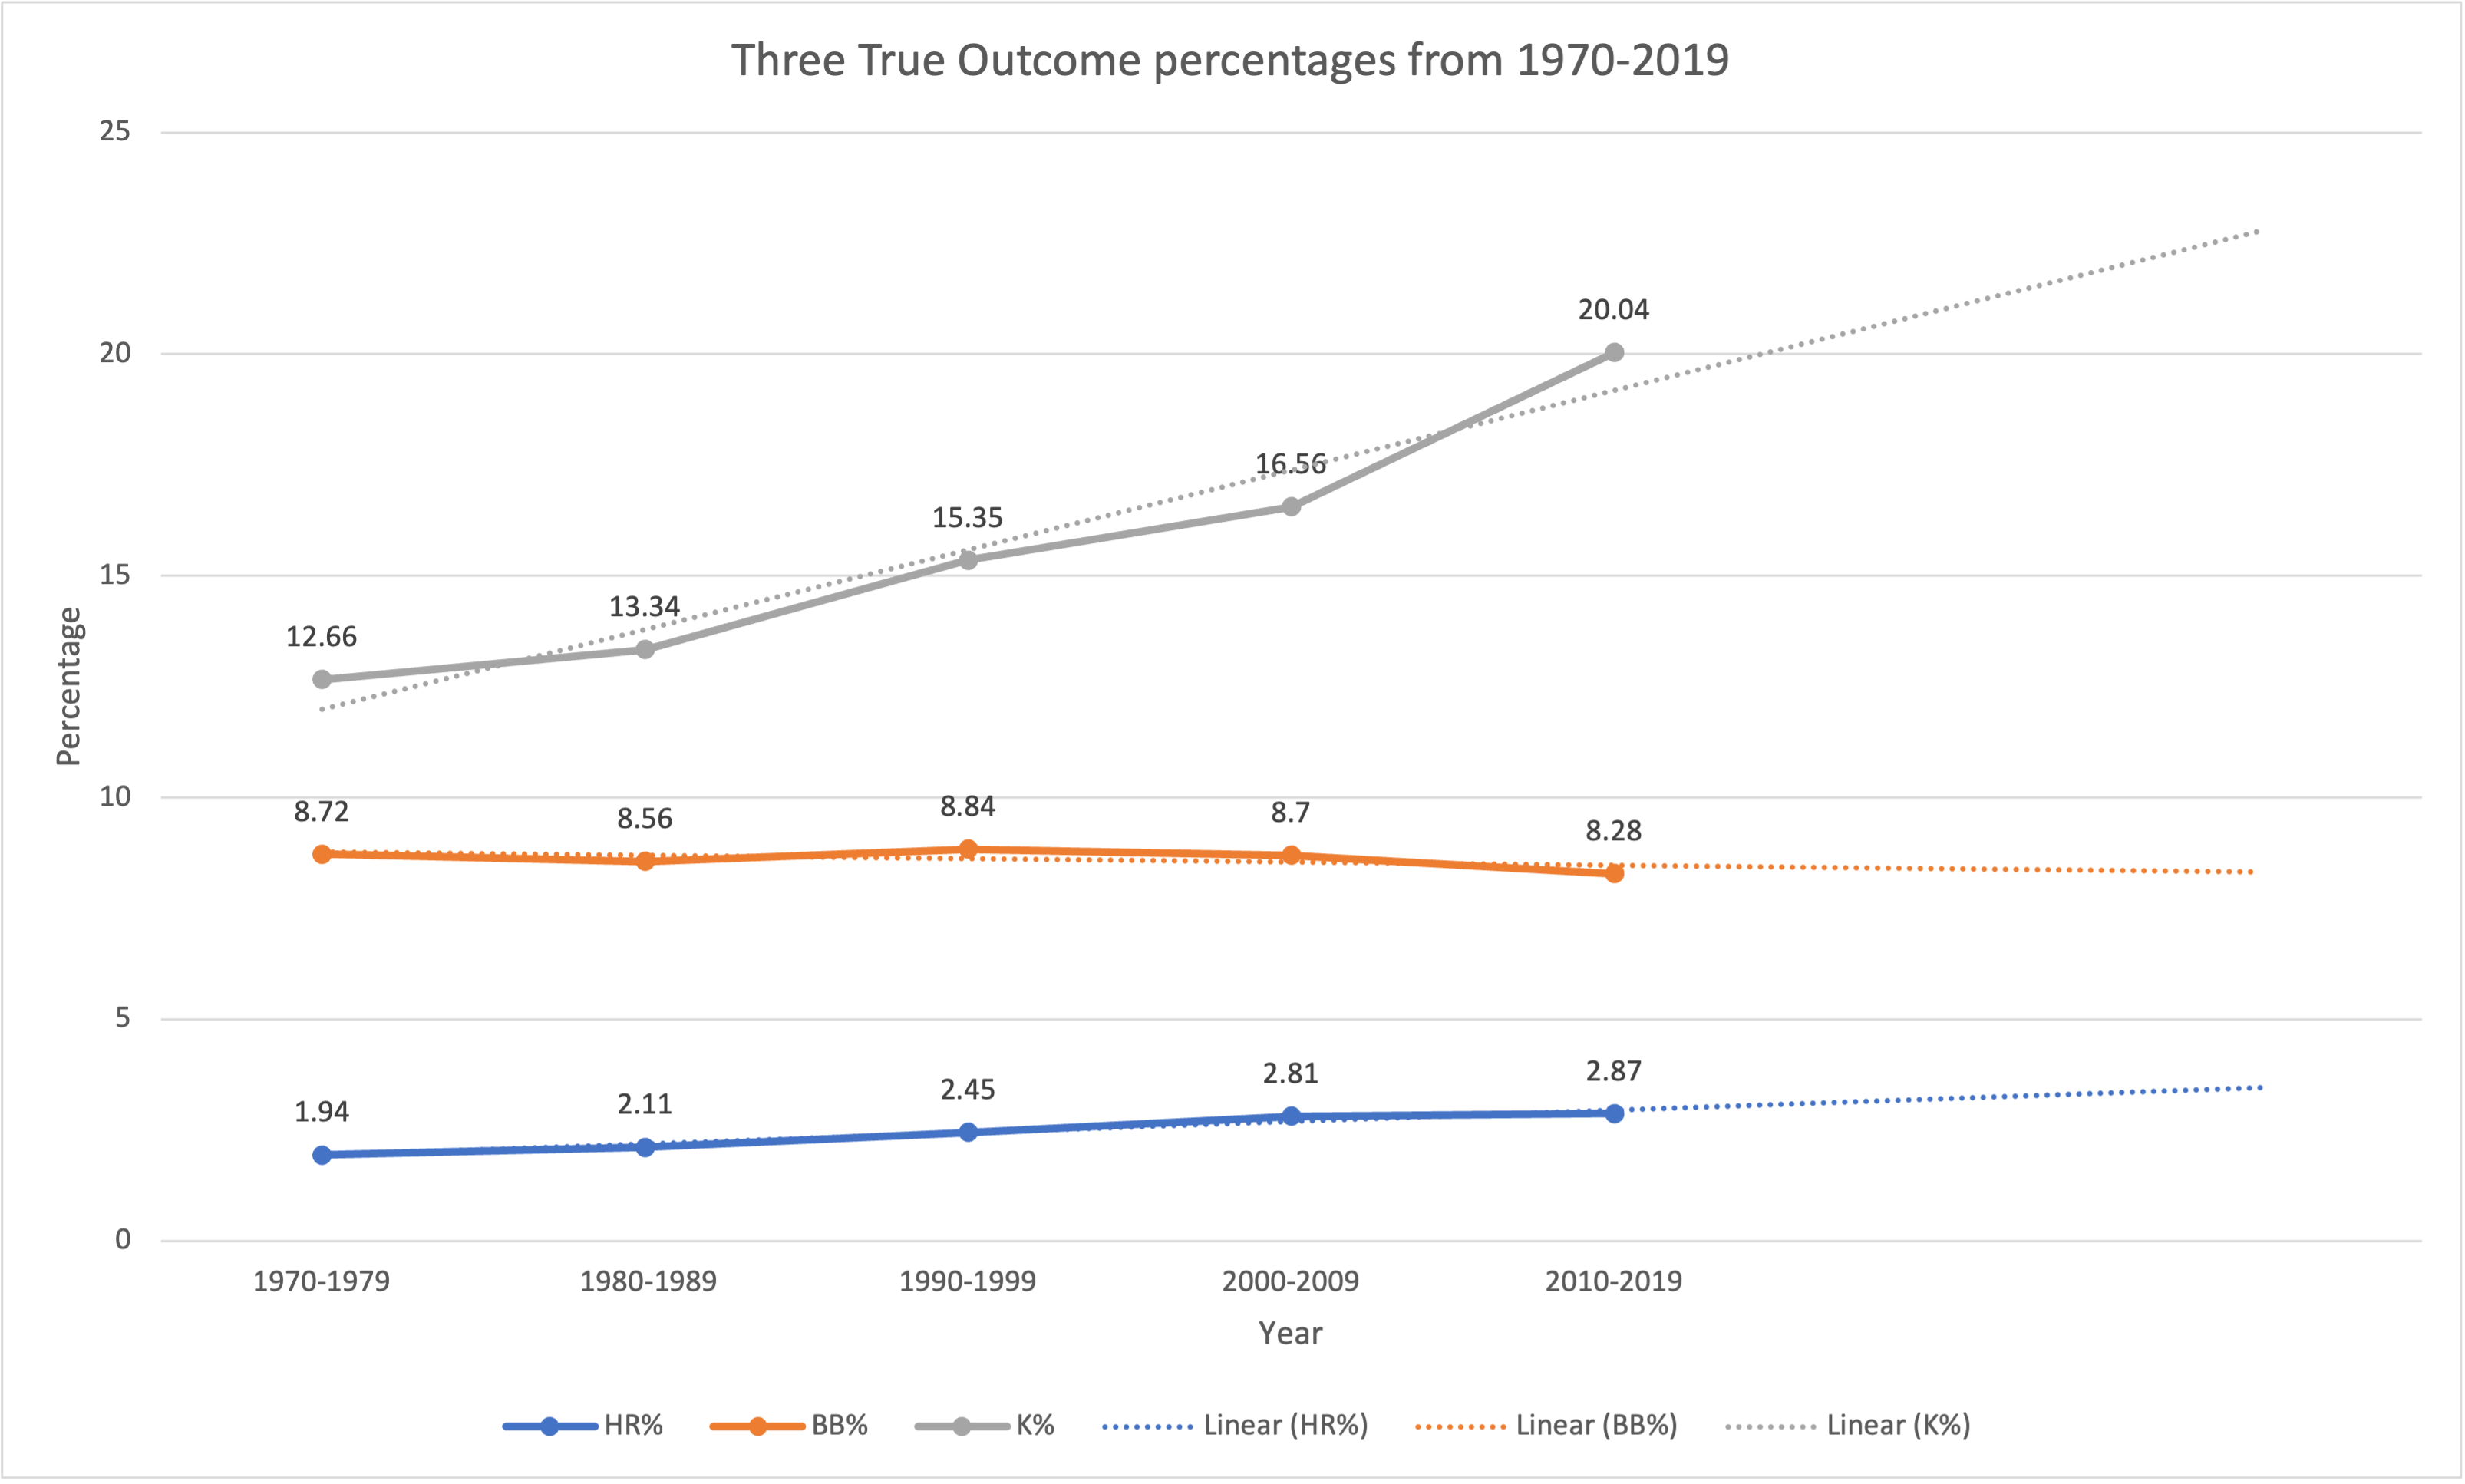 Three True Outcome percentages from 1970-2019
25
20
15
10
5
0
Percentage
12.66
13.34
15.35
16.56
20.04
8.72
8.56
8.84
8.7
8.28
1.94
2.11
2.45
2.81
2.87
1970-1979
1980-1989
1990-1999
2000-2009
2010-2019
Year
HR%
BB%
K%
Linear (HR%)
Linear (BB%)
Linear (K%)